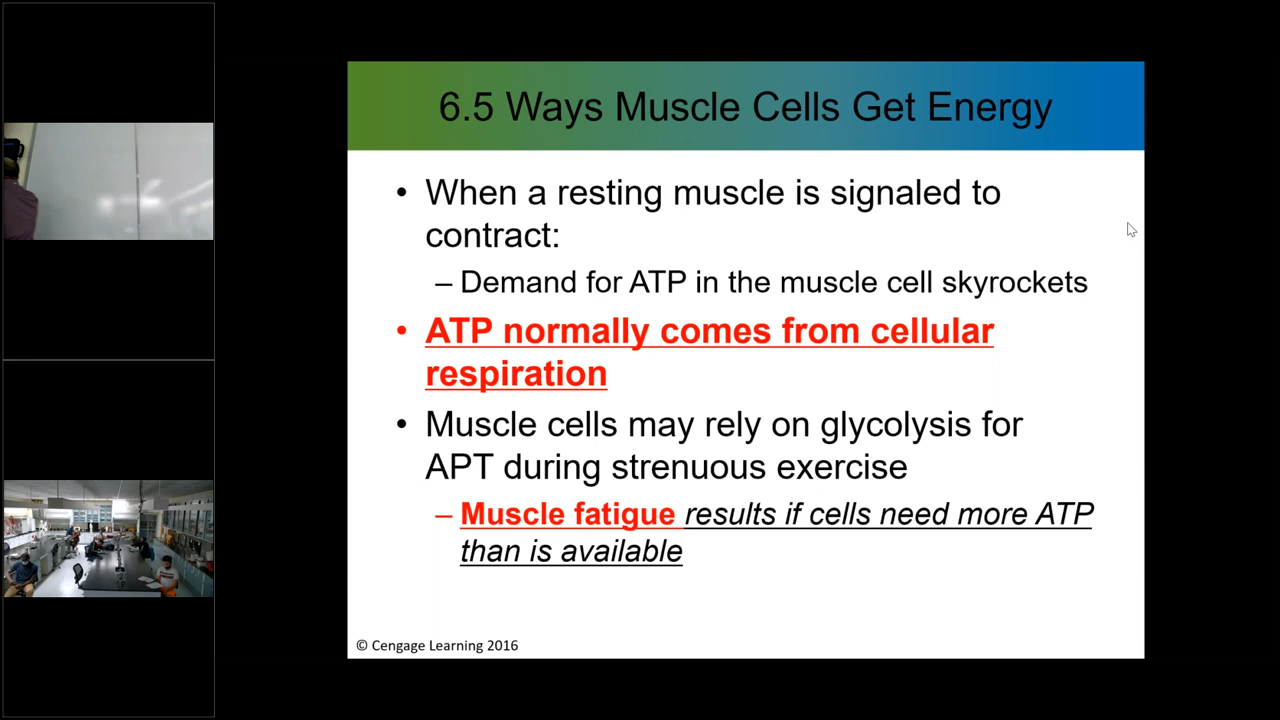 6.5 Ways Muscle Cells Get Energy
• When a resting muscle is signaled to
contract:
– Demand for ATP in the muscle cell skyrockets
• ATP normally comes from cellular
respiration
• Muscle cells may rely on glycolysis for
APT during strenuous exercise
– Muscle fatigue results if cells need more ATP
than is available
© Cengage Learning 2016